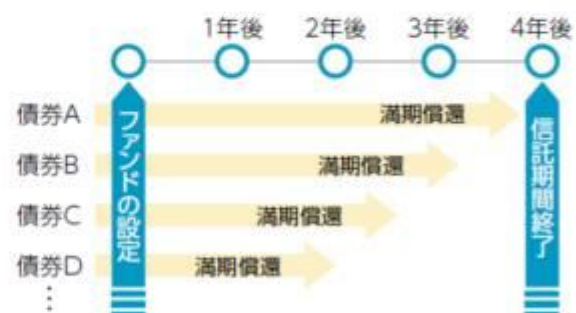 1年後 2年後 3年後 4年後
債券A 満期償還
債券B 満期償還
債券C 満期償還
債券D 満期償還
⋮
ファンドの設定
信託期間終了